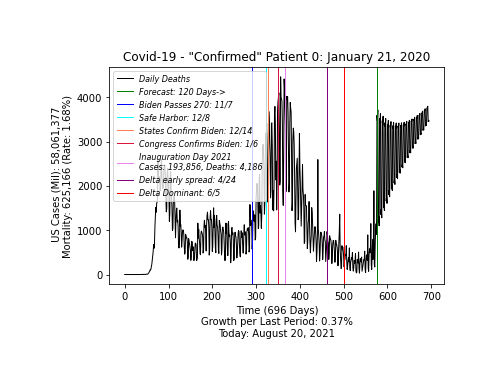 Covid-19 - "Confirmed" Patient 0: January 21, 2020
US Cases (Mil): 58,061,377
Mortality: 625,166 (Rate: 1.68%)
4000
3000
2000
1000
0
Daily Deaths
Forecast: 120 Days->
Biden Passes 270: 11/7
Safe Harbor: 12/8
States Confirm Biden: 12/14
Congress Confirms Biden: 1/6
Inauguration Day 2021
Cases: 193,856, Deaths: 4,186
Delta early spread: 4/24
Delta Dominant: 6/5
0 100 200 300 400 500 600 700
Time (696 Days)
Growth per Last Period: 0.37%
Today: August 20, 2021